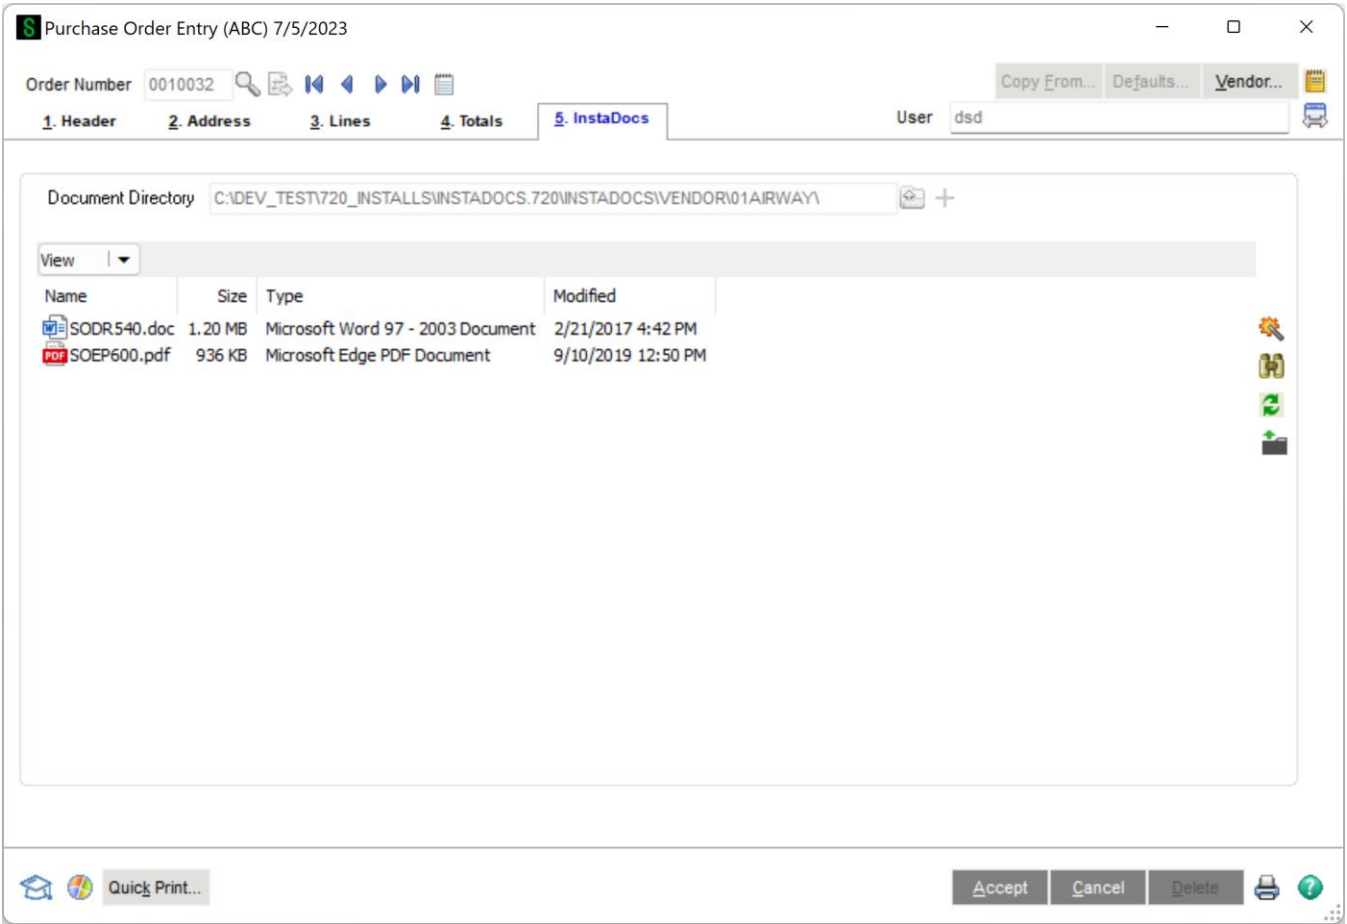 Purchase Order Entry (ABC) 7/5/2023
Order Number 0010032 Copy From... Defaults... Vendor...
1. Header 2. Address 3. Lines 4. Totals 5. InstaDocs User dsd
Document Directory C:\DEV_TEST\720_INSTALLS\INSTADOCS.720\INSTADOCS\VENDOR\01AIRWAY\
View
Name Size Type Modified
SODR540.doc 1.20 MB Microsoft Word 97 - 2003 Document 2/21/2017 4:42 PM
PDF SOEP600.pdf 936 KB Microsoft Edge PDF Document 9/10/2019 12:50 PM
Quick Print... Accept Cancel Delete